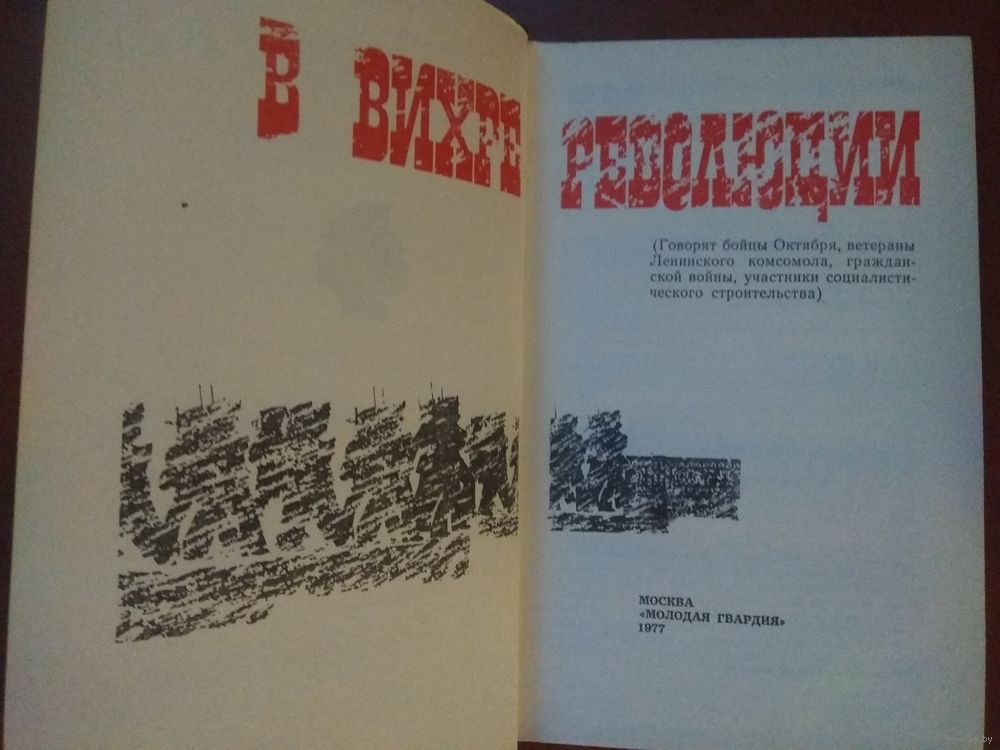 В ВИХРЕ РЕВОЛЮЦИИ
(Говорят бойцы Октября, ветераны
Ленинского комсомола, граждан-
ской войны, участники социалисти-
ческого строительства)
МОСКВА
«МОЛОДАЯ ГВАРДИЯ»
1977